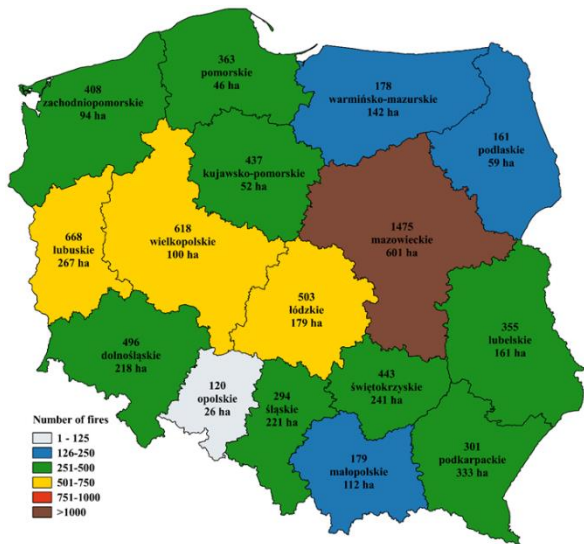 363
pomorskie
46 ha
408
zachodniopomorskie
94 ha
178
warmińsko-mazurskie
142 ha
161
podlaskie
59 ha
437
kujawsko-pomorskie
52 ha
1475
mazowieckie
601 ha
668
lubuskie
267 ha
618
wielkopolskie
100 ha
503
łódzkie
179 ha
355
lubelskie
161 ha
496
dolnośląskie
218 ha
120
opolskie
26 ha
294
śląskie
221 ha
443
świętokrzyskie
241 ha
179
małopolskie
112 ha
301
podkarpackie
333 ha
Number of fires
1 - 125
126-250
251-500
501-750
751-1000
>1000